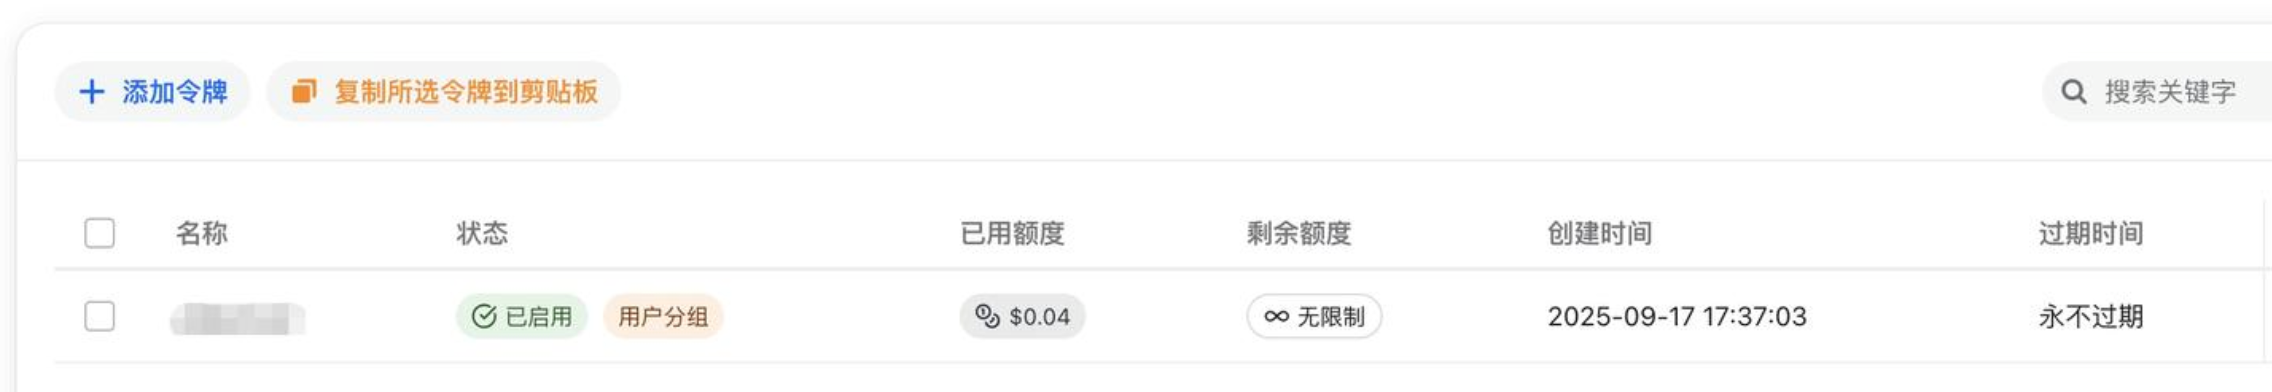 添加令牌 复制所选令牌到剪贴板 搜索关键字
名称 状态 已用额度 剩余额度 创建时间 过期时间
已启用 用户分组 $0.04 无限制 2025-09-17 17:37:03 永不过期